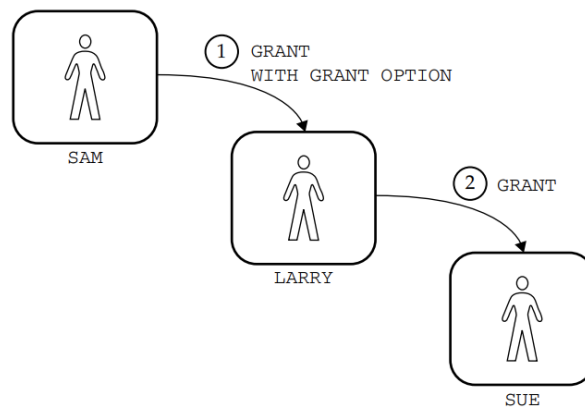 1 GRANT
WITH GRANT OPTION
SAM
2 GRANT
LARRY
SUE